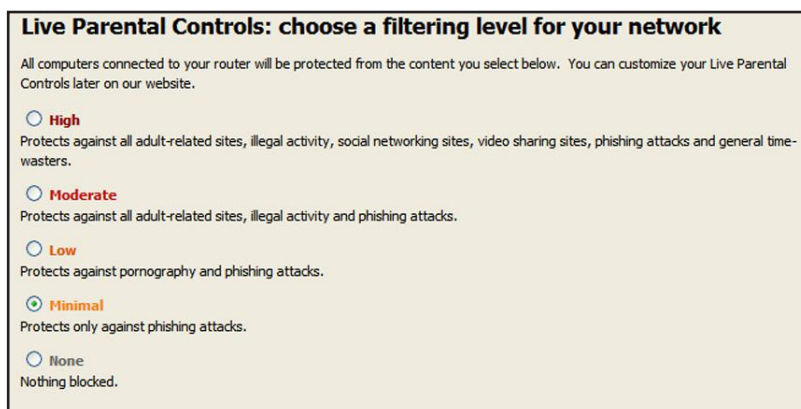 Live Parental Controls: choose a filtering level for your network
All computers connected to your router will be protected from the content you select below. You can customize your Live Parental
Controls later on our website.
High
Protects against all adult-related sites, illegal activity, social networking sites, video sharing sites, phishing attacks and general time-
wasters.
Moderate
Protects against all adult-related sites, illegal activity and phishing attacks.
Low
Protects against pornography and phishing attacks.
Minimal
Protects only against phishing attacks.
None
Nothing blocked.